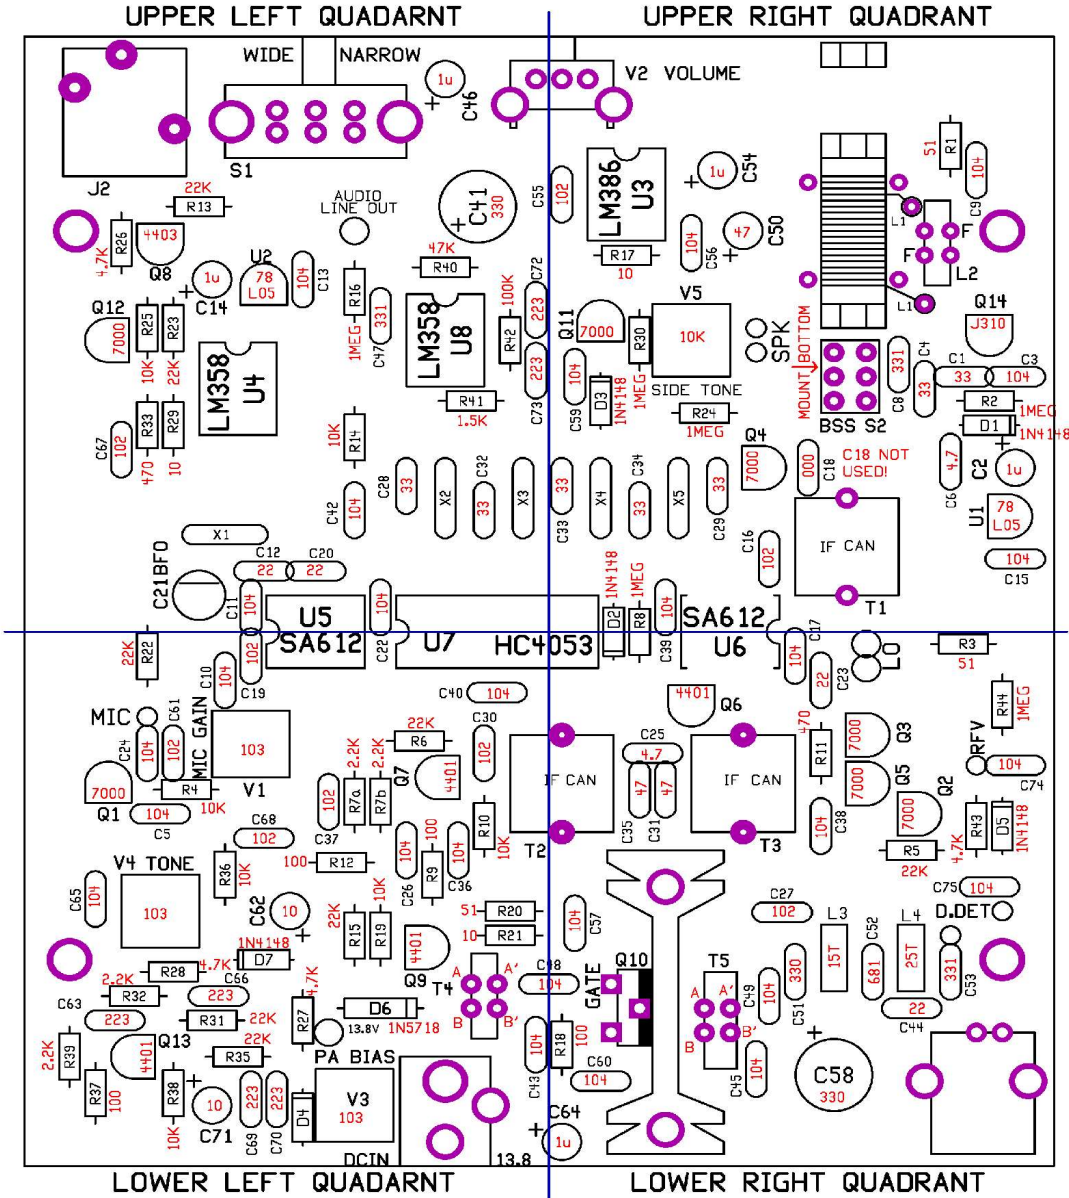 UPPER LEFT QUADARNT
UPPER RIGHT QUADRANT
WIDE NARROW
1u
C46
V2 VOLUME
S1
J2
22K
R13
AUDIO
LINE OUT
C41
330
C55
102
LM386
U3
1u
C54
51
R1
104
C9
L1
F
F
L2
L1
R26
4.7K
4403
Q8
1u
C14
U2
78
L05
104
C13
R16
1MEG
331
C47
47K
R40
LM358
U8
R41
1.5K
100K
R42
C72
223
223
C73
R17
10
104
C56
47
C50
Q11
7000
R30
1MEG
104
C59
D3
1N4148
V5
10K
SIDE TONE
R24
1MEG
SPK
MOUNT BOTTOM
BSS S2
331
C8
C4
33
Q14
J310
C1
33
C3
104
R2
1MEG
D1
1N4148
Q12
7000
R25
10K
R23
22K
LM358
U4
C67
102
R33
470
R29
10
10K
R14
C42
104
C28
33
X2
C32
33
X3
33
C33
X4
C34
33
X5
33
C29
Q4
7000
000
C18
C18 NOT
USED!
4.7
C6
C2
1u
U1
78
L05
104
C15
IF CAN
T1
C16
102
X1
C21BFO
C12
22
C20
22
C11
104
U5
SA612
104
C22
U7
HC4053
1N4148
D2
1MEG
R8
104
C39
SA612
U6
C17
104
22
C23
LO
R3
51
22K
R22
C10
104
102
C19
C40
104
4401
Q6
R44
1MEG
MIC
C24
104
C61
102
MIC GAIN
103
V1
Q1
7000
R4
10K
104
C5
C68
102
22K
R6
C30
102
Q7
4401
2.2K
R7a
2.2K
R7b
102
C37
IF CAN
T2
C25
4.7
47
C35
47
C31
IF CAN
T3
470
R11
7000
Q3
7000
Q5
Q2
7000
104
C38
R5
22K
RFV
104
C74
R43
4.7K
D5
1N4148
100
R12
104
C26
100
R9
104
C36
R10
10K
V4 TONE
103
C65
104
R36
10K
C62
10
1N4148
D7
22K
R15
10K
R19
4401
Q9
51
R20
10
R21
104
C57
C27
102
L3
15T
C52
681
L4
25T
C75
104
D.DET
331
C53
22
C44
R28
4.7K
2.2K
R32
C66
223
C63
223
R31
22K
4.7K
R27
13.8V
D6
1N5718
T4
A A'
B B'
C48
104
GATE
Q10
T5
A A'
B B'
C49
104
330
C51
2.2K
R39
4401
Q13
22K
R35
R37
100
R38
10K
10
C71
223
C69
223
C70
PA BIAS
D4
V3
103
DCIN 13.8
104
C43
R18
100
C60
104
C64
1u
104
C45
C58
330
LOWER LEFT QUADARNT
LOWER RIGHT QUADRANT